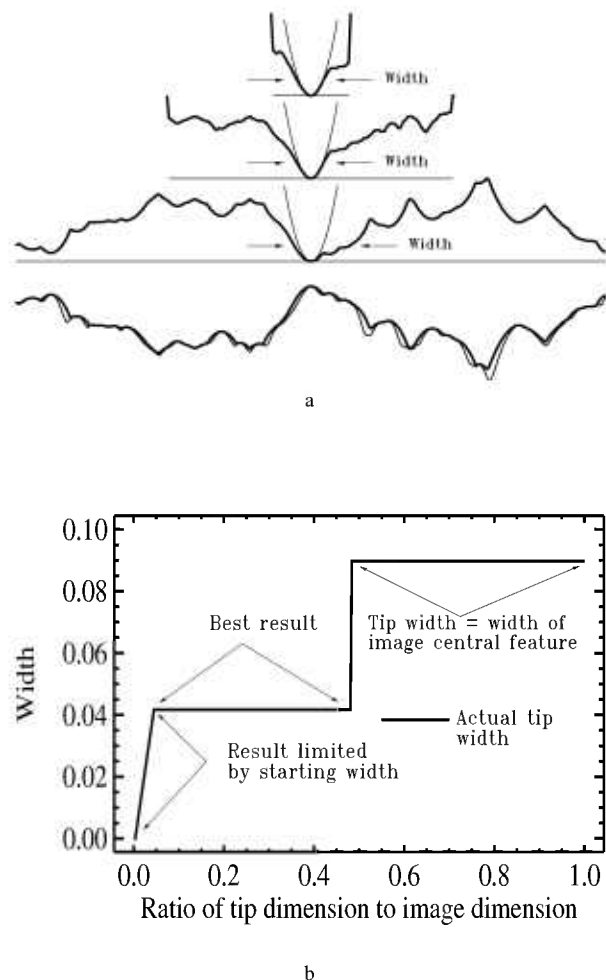 Width
Width
Width
a
0.10
0.08
0.06
0.04
0.02
0.00
Width
Best result
Tip width = width of
image central feature
Result limited
by starting width
Actual tip
width
0.0 0.2 0.4 0.6 0.8 1.0
Ratio of tip dimension to image dimension
b